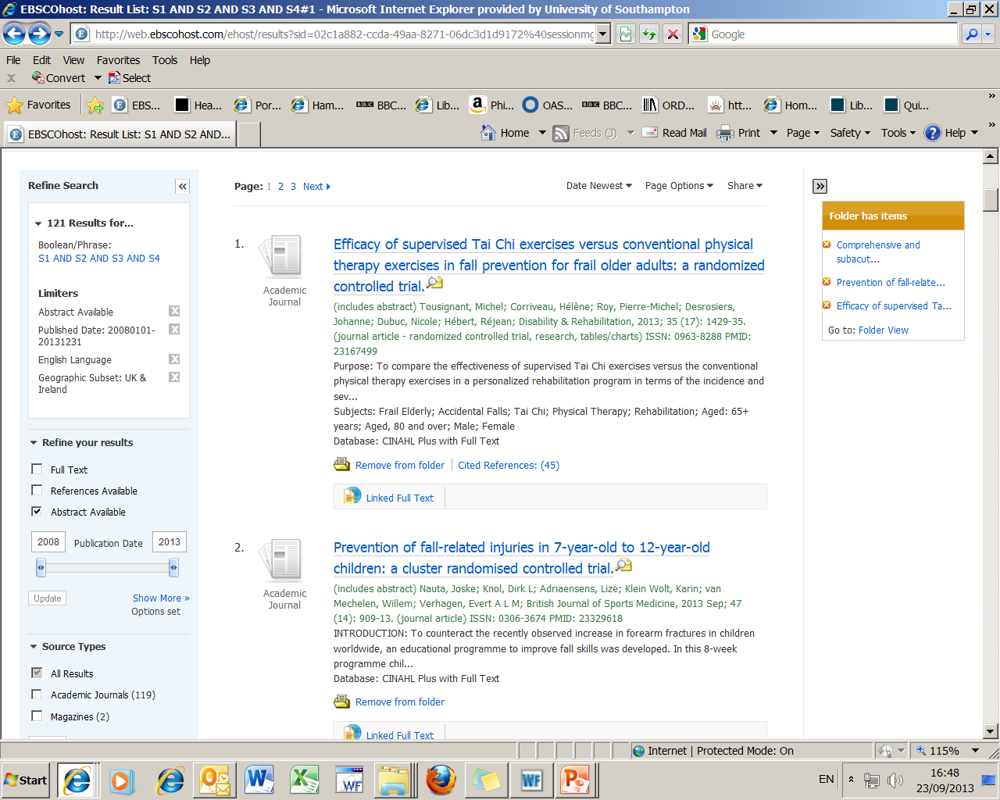 EBSCOhost: Result List: S1 AND S2 AND S3 AND S4#1 - Microsoft Internet Explorer provided by University of Southampton
http://web.ebscohost.com/ehost/results?sid=02c1a882-ccda-49aa-8271-06dc3d1d9172%40sessionmg
Google
File Edit View Favorites Tools Help
Convert Select
Favorites EBS... Hea... Por... Ham... BBC BBC... Lib... Phi... OAS... BBC BBC... ORD... htt... Hom... Lib... Qui...
EBSCOhost: Result List: S1 AND S2 AND...
Home Feeds (J) Read Mail Print Page Safety Tools Help
Refine Search
121 Results for...
Boolean/Phrase:
S1 AND S2 AND S3 AND S4
Limiters
Abstract Available
Published Date: 20080101-
20131231
English Language
Geographic Subset: UK &
Ireland
Refine your results
Full Text
References Available
Abstract Available
2008 Publication Date 2013
Update
Show More »
Options set
Source Types
All Results
Academic Journals (119)
Magazines (2)
Page: 1 2 3 Next
Date Newest Page Options Share
1.
Academic
Journal
Efficacy of supervised Tai Chi exercises versus conventional physical
therapy exercises in fall prevention for frail older adults: a randomized
controlled trial.
(includes abstract) Tousignant, Michel; Corriveau, Hélène; Roy, Pierre-Michel; Desrosiers,
Johanne; Dubuc, Nicole; Hébert, Réjean; Disability & Rehabilitation, 2013; 35 (17): 1429-35.
(journal article - randomized controlled trial, research, tables/charts) ISSN: 0963-8288 PMID:
23167499
Purpose: To compare the effectiveness of supervised Tai Chi exercises versus the conventional
physical therapy exercises in a personalized rehabilitation program in terms of the incidence and
sev...
Subjects: Frail Elderly; Accidental Falls; Tai Chi; Physical Therapy; Rehabilitation; Aged: 65+
years; Aged, 80 and over; Male; Female
Database: CINAHL Plus with Full Text
Remove from folder Cited References: (45)
Linked Full Text
2.
Academic
Journal
Prevention of fall-related injuries in 7-year-old to 12-year-old
children: a cluster randomised controlled trial.
(includes abstract) Nauta, Joske; Knol, Dirk L; Adriaensens, Lize; Klein Wolt, Karin; van
Mechelen, Willem; Verhagen, Evert A L M; British Journal of Sports Medicine, 2013 Sep; 47
(14): 909-13. (journal article) ISSN: 0306-3674 PMID: 23329618
INTRODUCTION: To counteract the recently observed increase in forearm fractures in children
worldwide, an educational programme to improve fall skills was developed. In this 8-week
programme chil...
Database: CINAHL Plus with Full Text
Remove from folder
Linked Full Text
Folder has items
Comprehensive and
subacut...
Prevention of fall-relate...
Efficacy of supervised Ta...
Go to: Folder View
Internet | Protected Mode: On
115%
Start
EN
16:48
23/09/2013